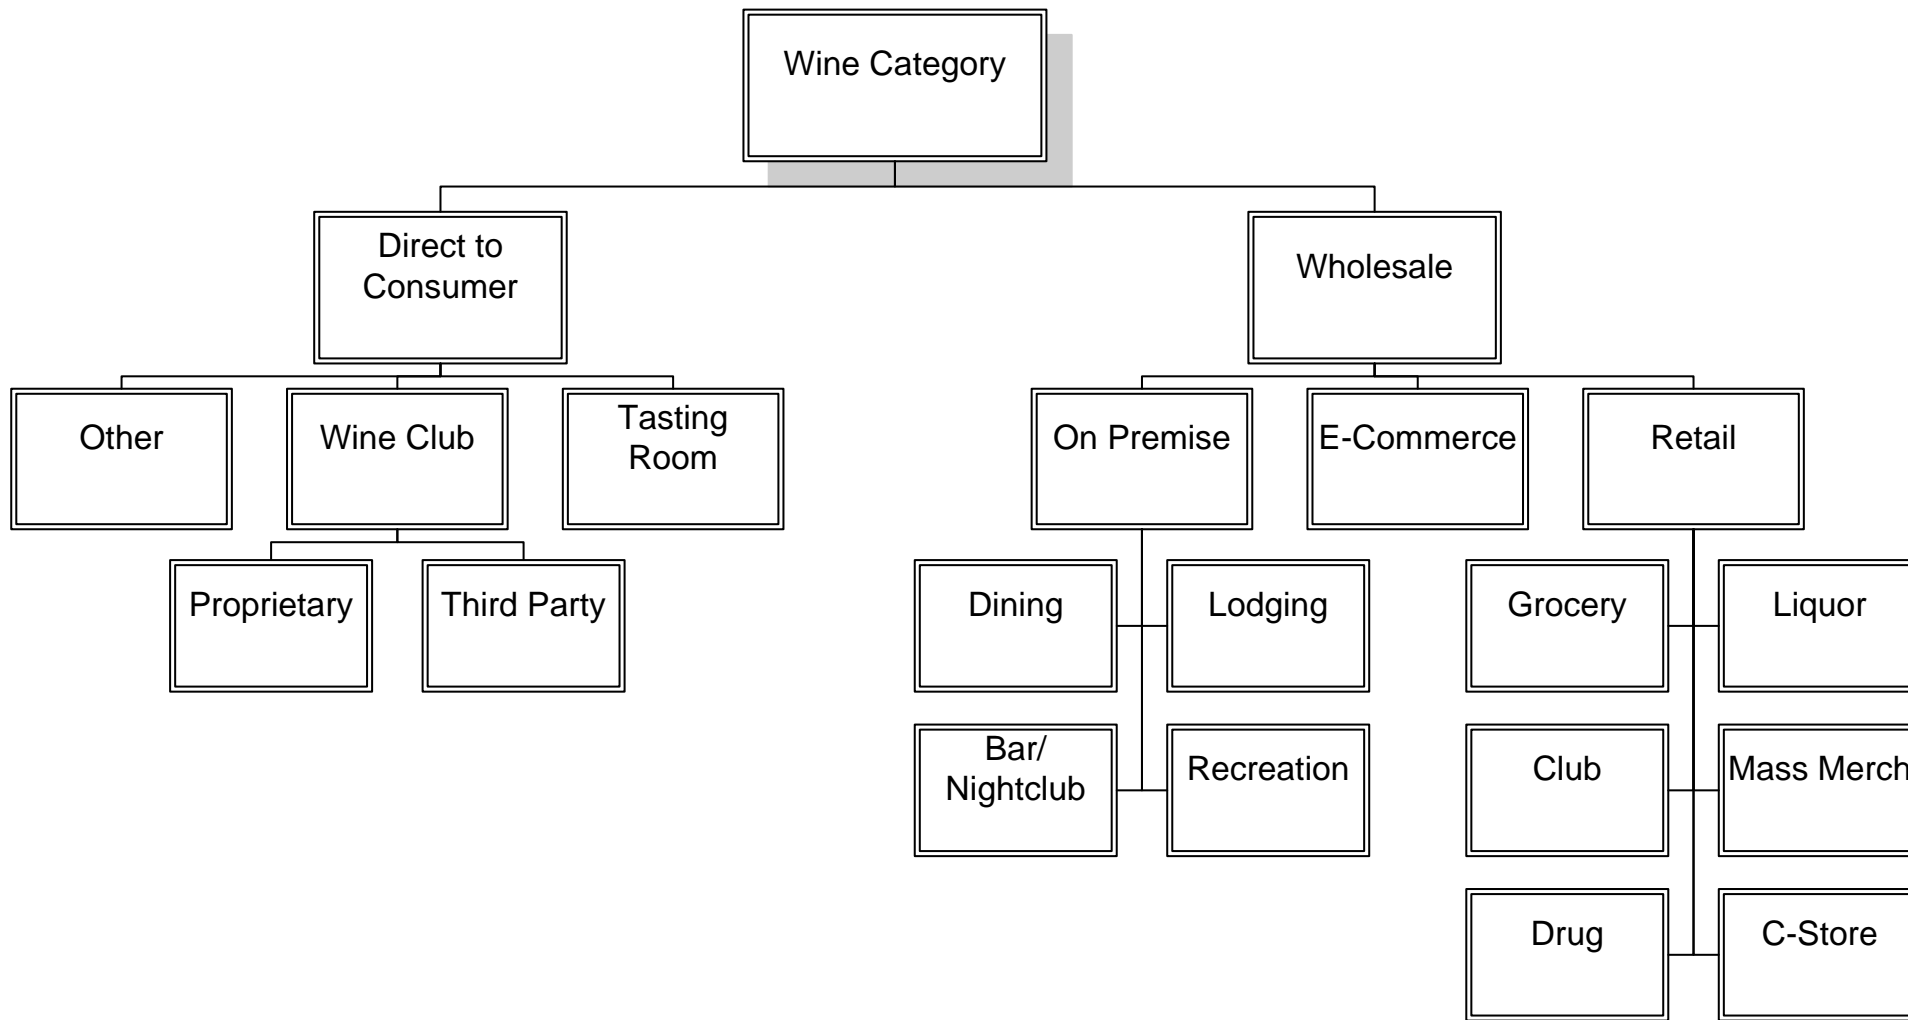 Wine Category
Direct to
Consumer
Wholesale
Other
Wine Club
Tasting
Room
On Premise
E-Commerce
Retail
Proprietary
Third Party
Dining
Lodging
Grocery
Liquor
Bar/
Nightclub
Recreation
Club
Mass Merch
Drug
C-Store